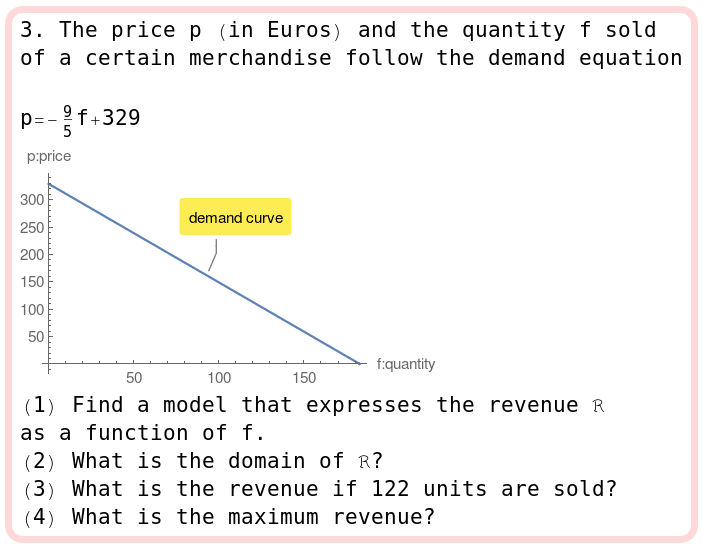 3. The price p (in Euros) and the quantity f sold
of a certain merchandise follow the demand equation
p=-9/5 f+329
p:price
demand curve
300
250
200
150
100
50
f:quantity
50 100 150
(1) Find a model that expresses the revenue R
as a function of f.
(2) What is the domain of R?
(3) What is the revenue if 122 units are sold?
(4) What is the maximum revenue?